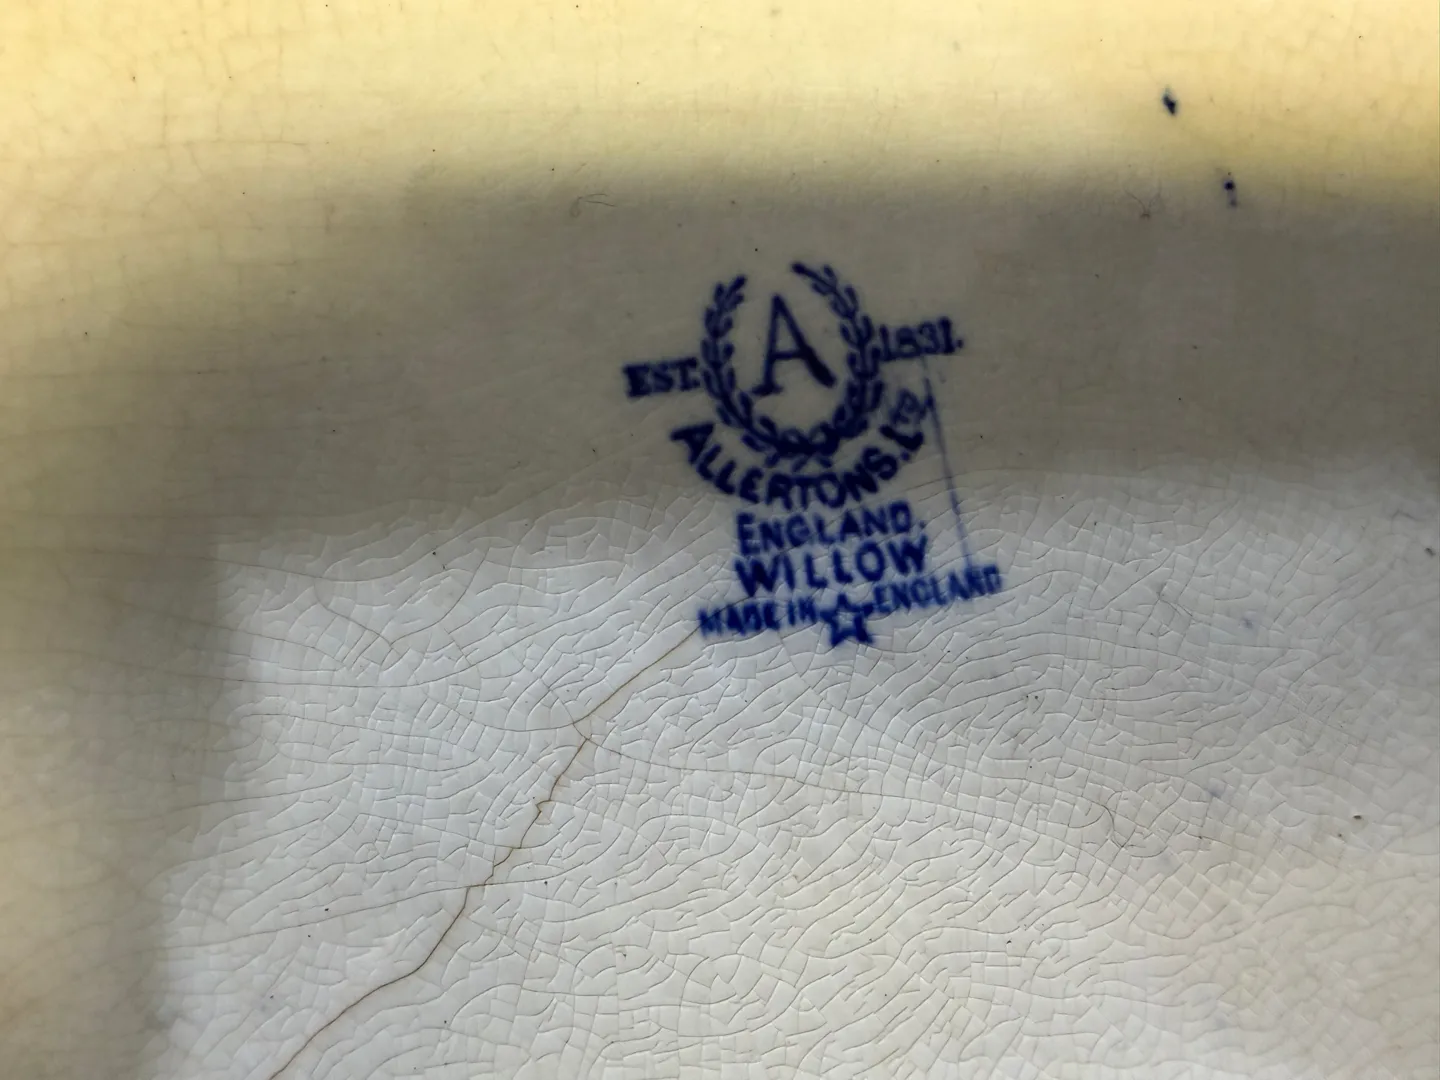 A
EST. 1831.
ALLERTONS. LTD
ENGLAND.
WILLOW
MADE IN ENGLAND